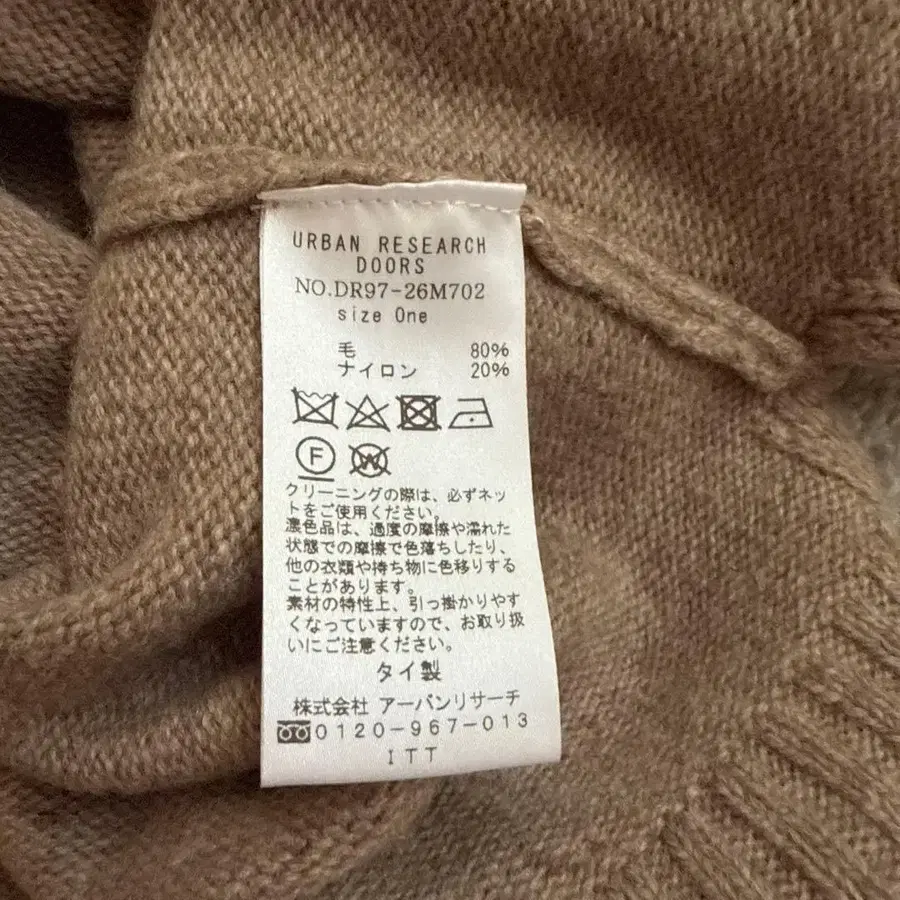 URBAN RESEARCH
DOORS
NO.DR97-26M702
size One
毛 80%
ナイロン 20%
F
W
クリーニングの際は、必ずネッ
トをご使用ください。
濃色品は、過度の摩擦や濡れた
状態での摩擦で色落ちしたり、
他の衣類や持ち物に色移りする
ことがあります。
素材の特性上、引っ掛かりやす
くなっていますので、お取り扱
いにご注意ください。
タイ製
株式会社 アーバンリサーチ
0120-967-013
ITT